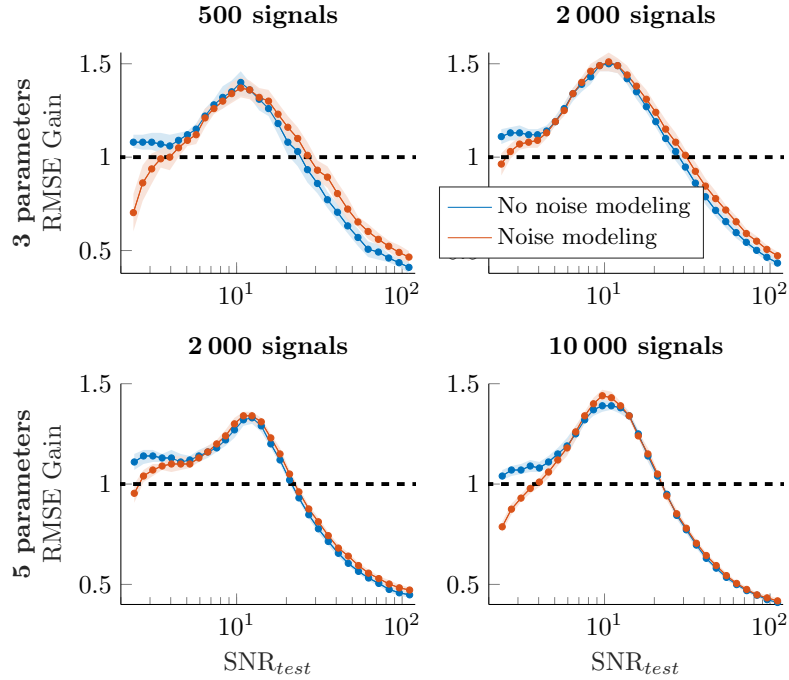 500 signals
2 000 signals
3 parameters
RMSE Gain
1.5
1
0.5
10^1
10^2
1.5
1
10^1
10^2
No noise modeling
Noise modeling
2 000 signals
10 000 signals
5 parameters
RMSE Gain
1.5
1
0.5
10^1
10^2
SNR_test
1.5
1
0.5
10^1
10^2
SNR_test